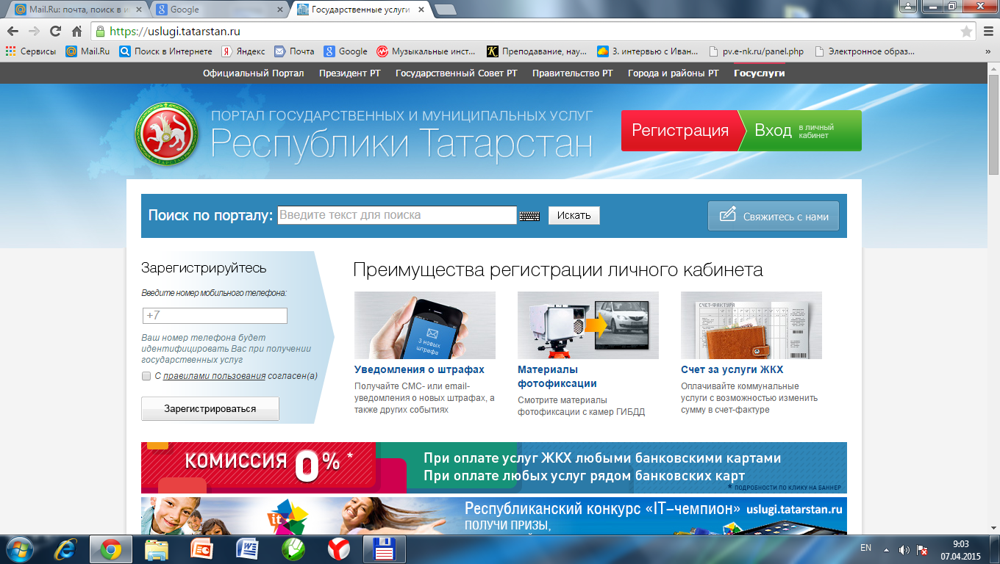 Mail.Ru: почта, поиск в и
Google
Государственные услуги
https://uslugi.tatarstan.ru
Сервисы Mail.Ru Поиск в Интернете Яндекс Почта Google Музыкальные инст... Преподавание, нау... 3. интервью с Иван... pv.e-nk.ru/panel.php Электронное образ... »
Официальный Портал Президент РТ Государственный Совет РТ Правительство РТ Города и районы РТ Госуслуги
ПОРТАЛ ГОСУДАРСТВЕННЫХ И МУНИЦИПАЛЬНЫХ УСЛУГ
Республики Татарстан
Регистрация
Вход
в личный
кабинет
ТАТАРСТАН
Поиск по порталу: Введите текст для поиска Искать
Свяжитесь с нами
Зарегистрируйтесь
Введите номер мобильного телефона:
+7
Ваш номер телефона будет
идентифицировать Вас при получении
государственных услуг
С правилами пользования согласен(а)
Зарегистрироваться
Преимущества регистрации личного кабинета
3 новых
штрафа
Уведомления о штрафах
Получайте СМС- или email-
уведомления о новых штрафах, а
также других событиях
Материалы
фотофиксации
Смотрите материалы
фотофиксации с камер ГИБДД
СЧЕТ-ФАКТУРА
Счет за услуги ЖКХ
Оплачивайте коммунальные
услуги с возможностью изменить
сумму в счет-фактуре
КОМИССИЯ 0% *
При оплате услуг ЖКХ любыми банковскими картами
При оплате любых услуг рядом банковских карт
* ПОДРОБНОСТИ ПО КЛИКУ НА БАННЕР
it
Республиканский конкурс «IT–чемпион» uslugi.tatarstan.ru
ПОЛУЧИ ПРИЗЫ,
EN
9:03
07.04.2015